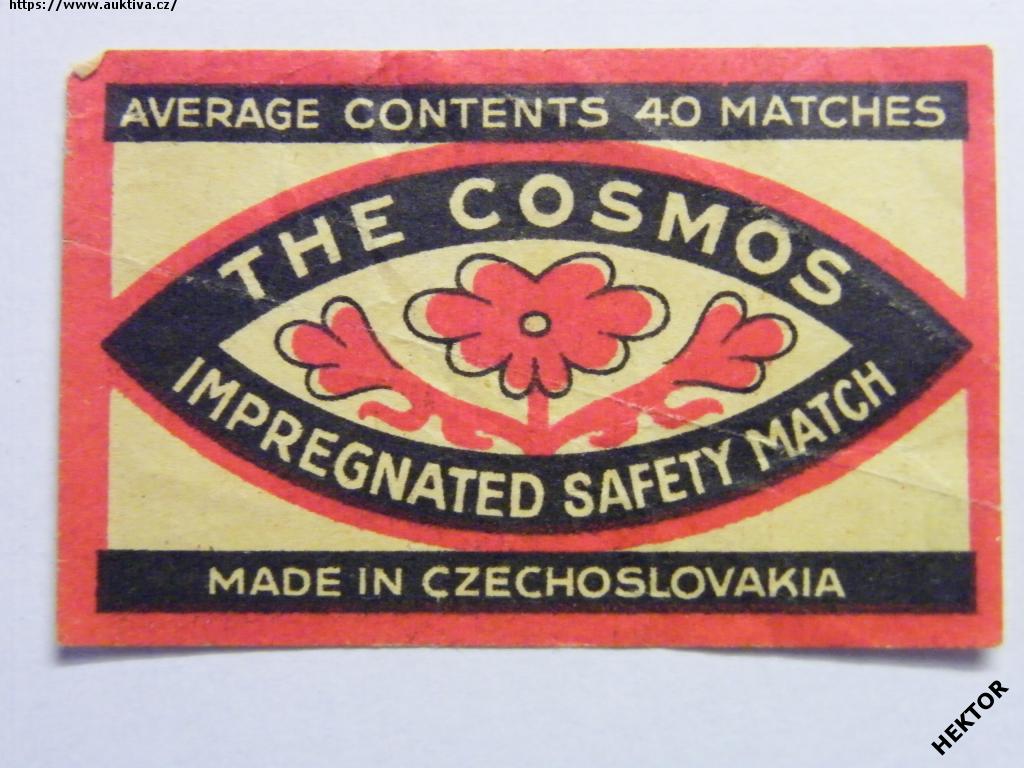 https://www.auktiva.cz/
AVERAGE CONTENTS 40 MATCHES
THE COSMOS
IMPREGNATED SAFETY MATCH
MADE IN CZECHOSLOVAKIA
HEKTOR